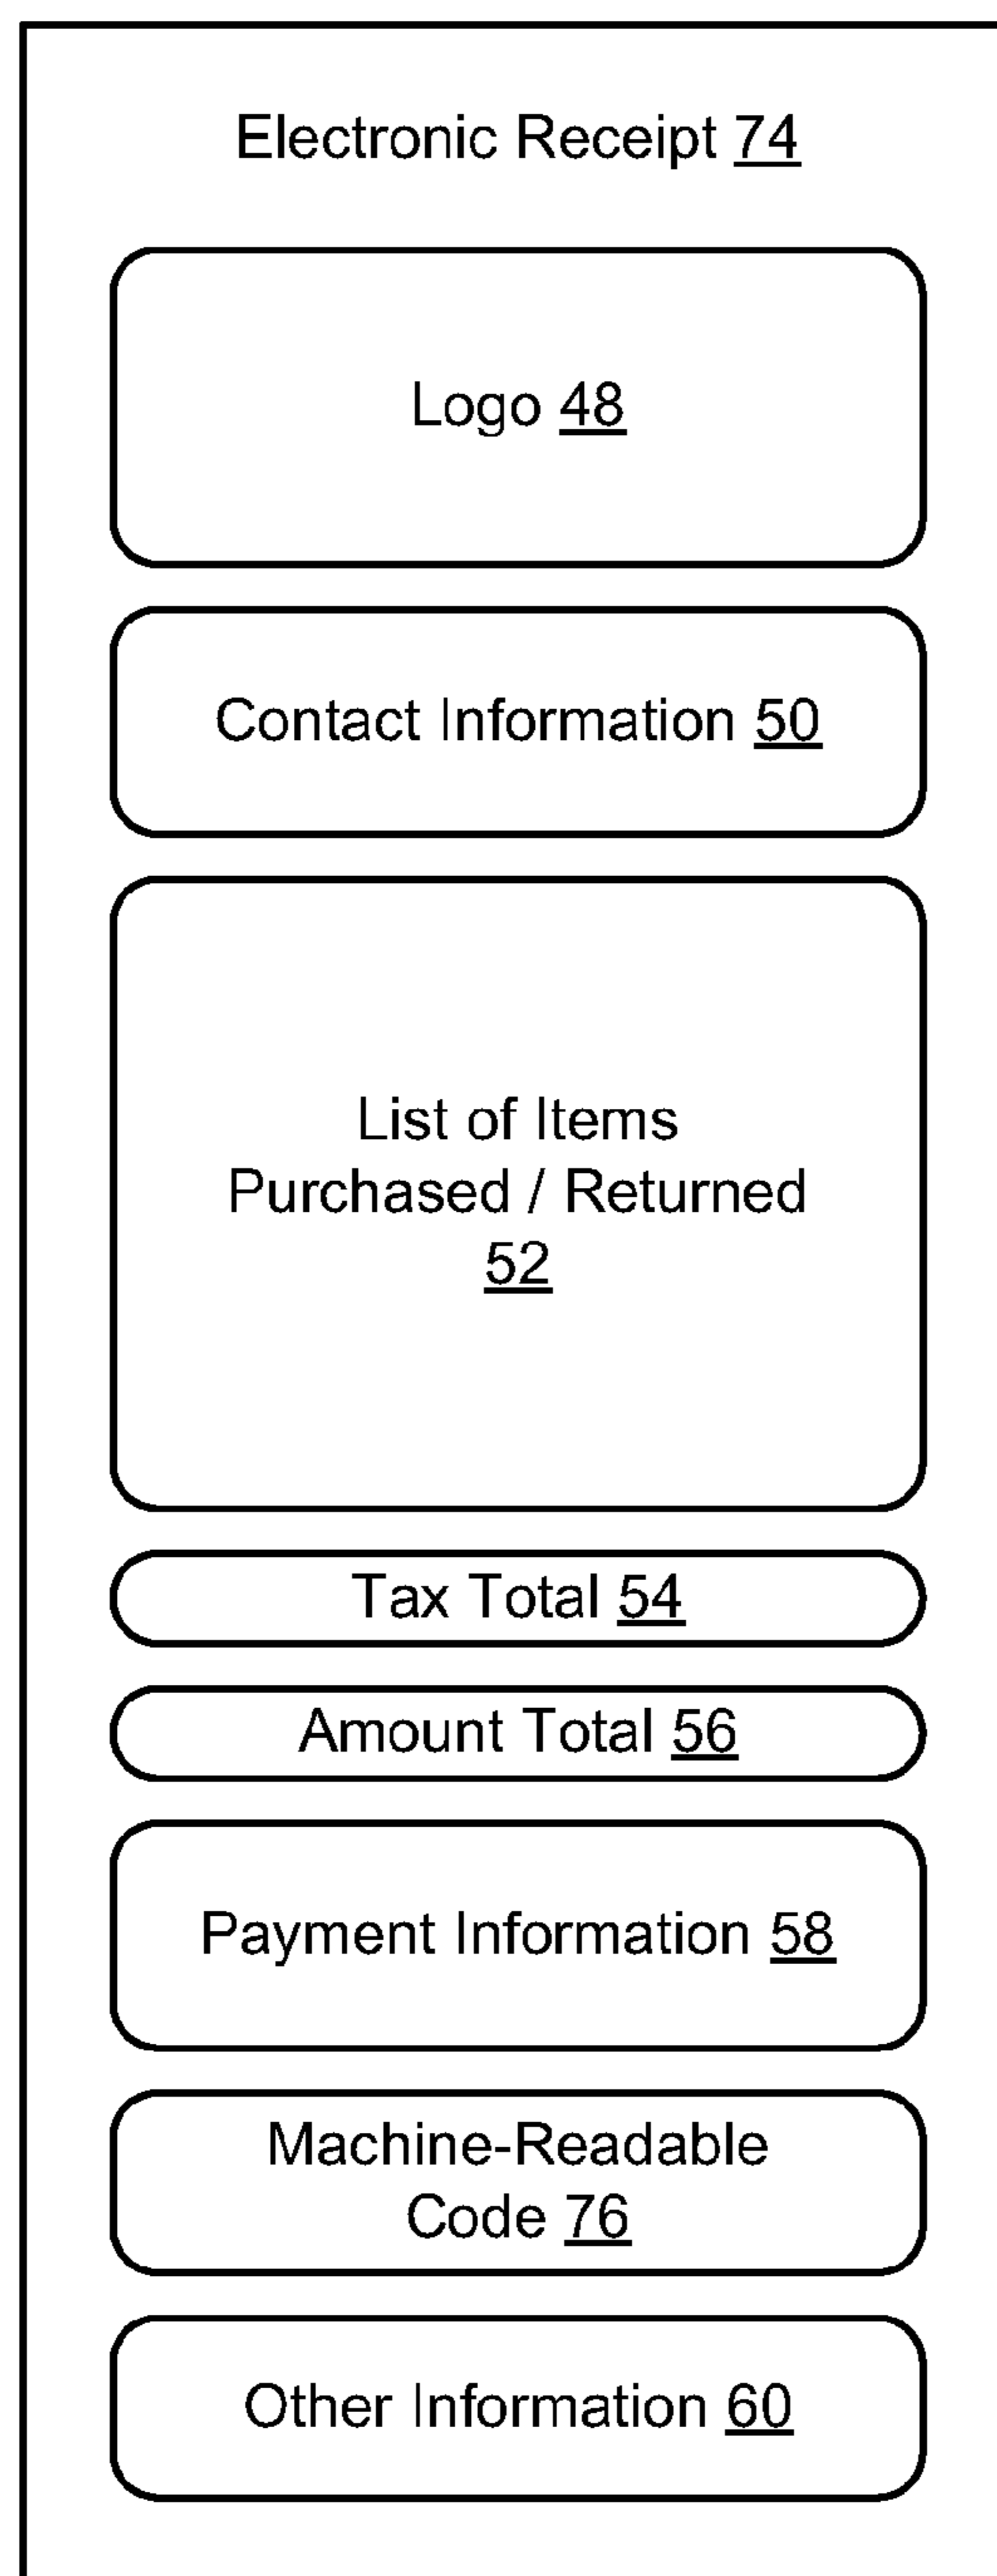 Electronic Receipt 74
Logo 48
Contact Information 50
List of Items
Purchased / Returned
52
Tax Total 54
Amount Total 56
Payment Information 58
Machine-Readable
Code 76
Other Information 60